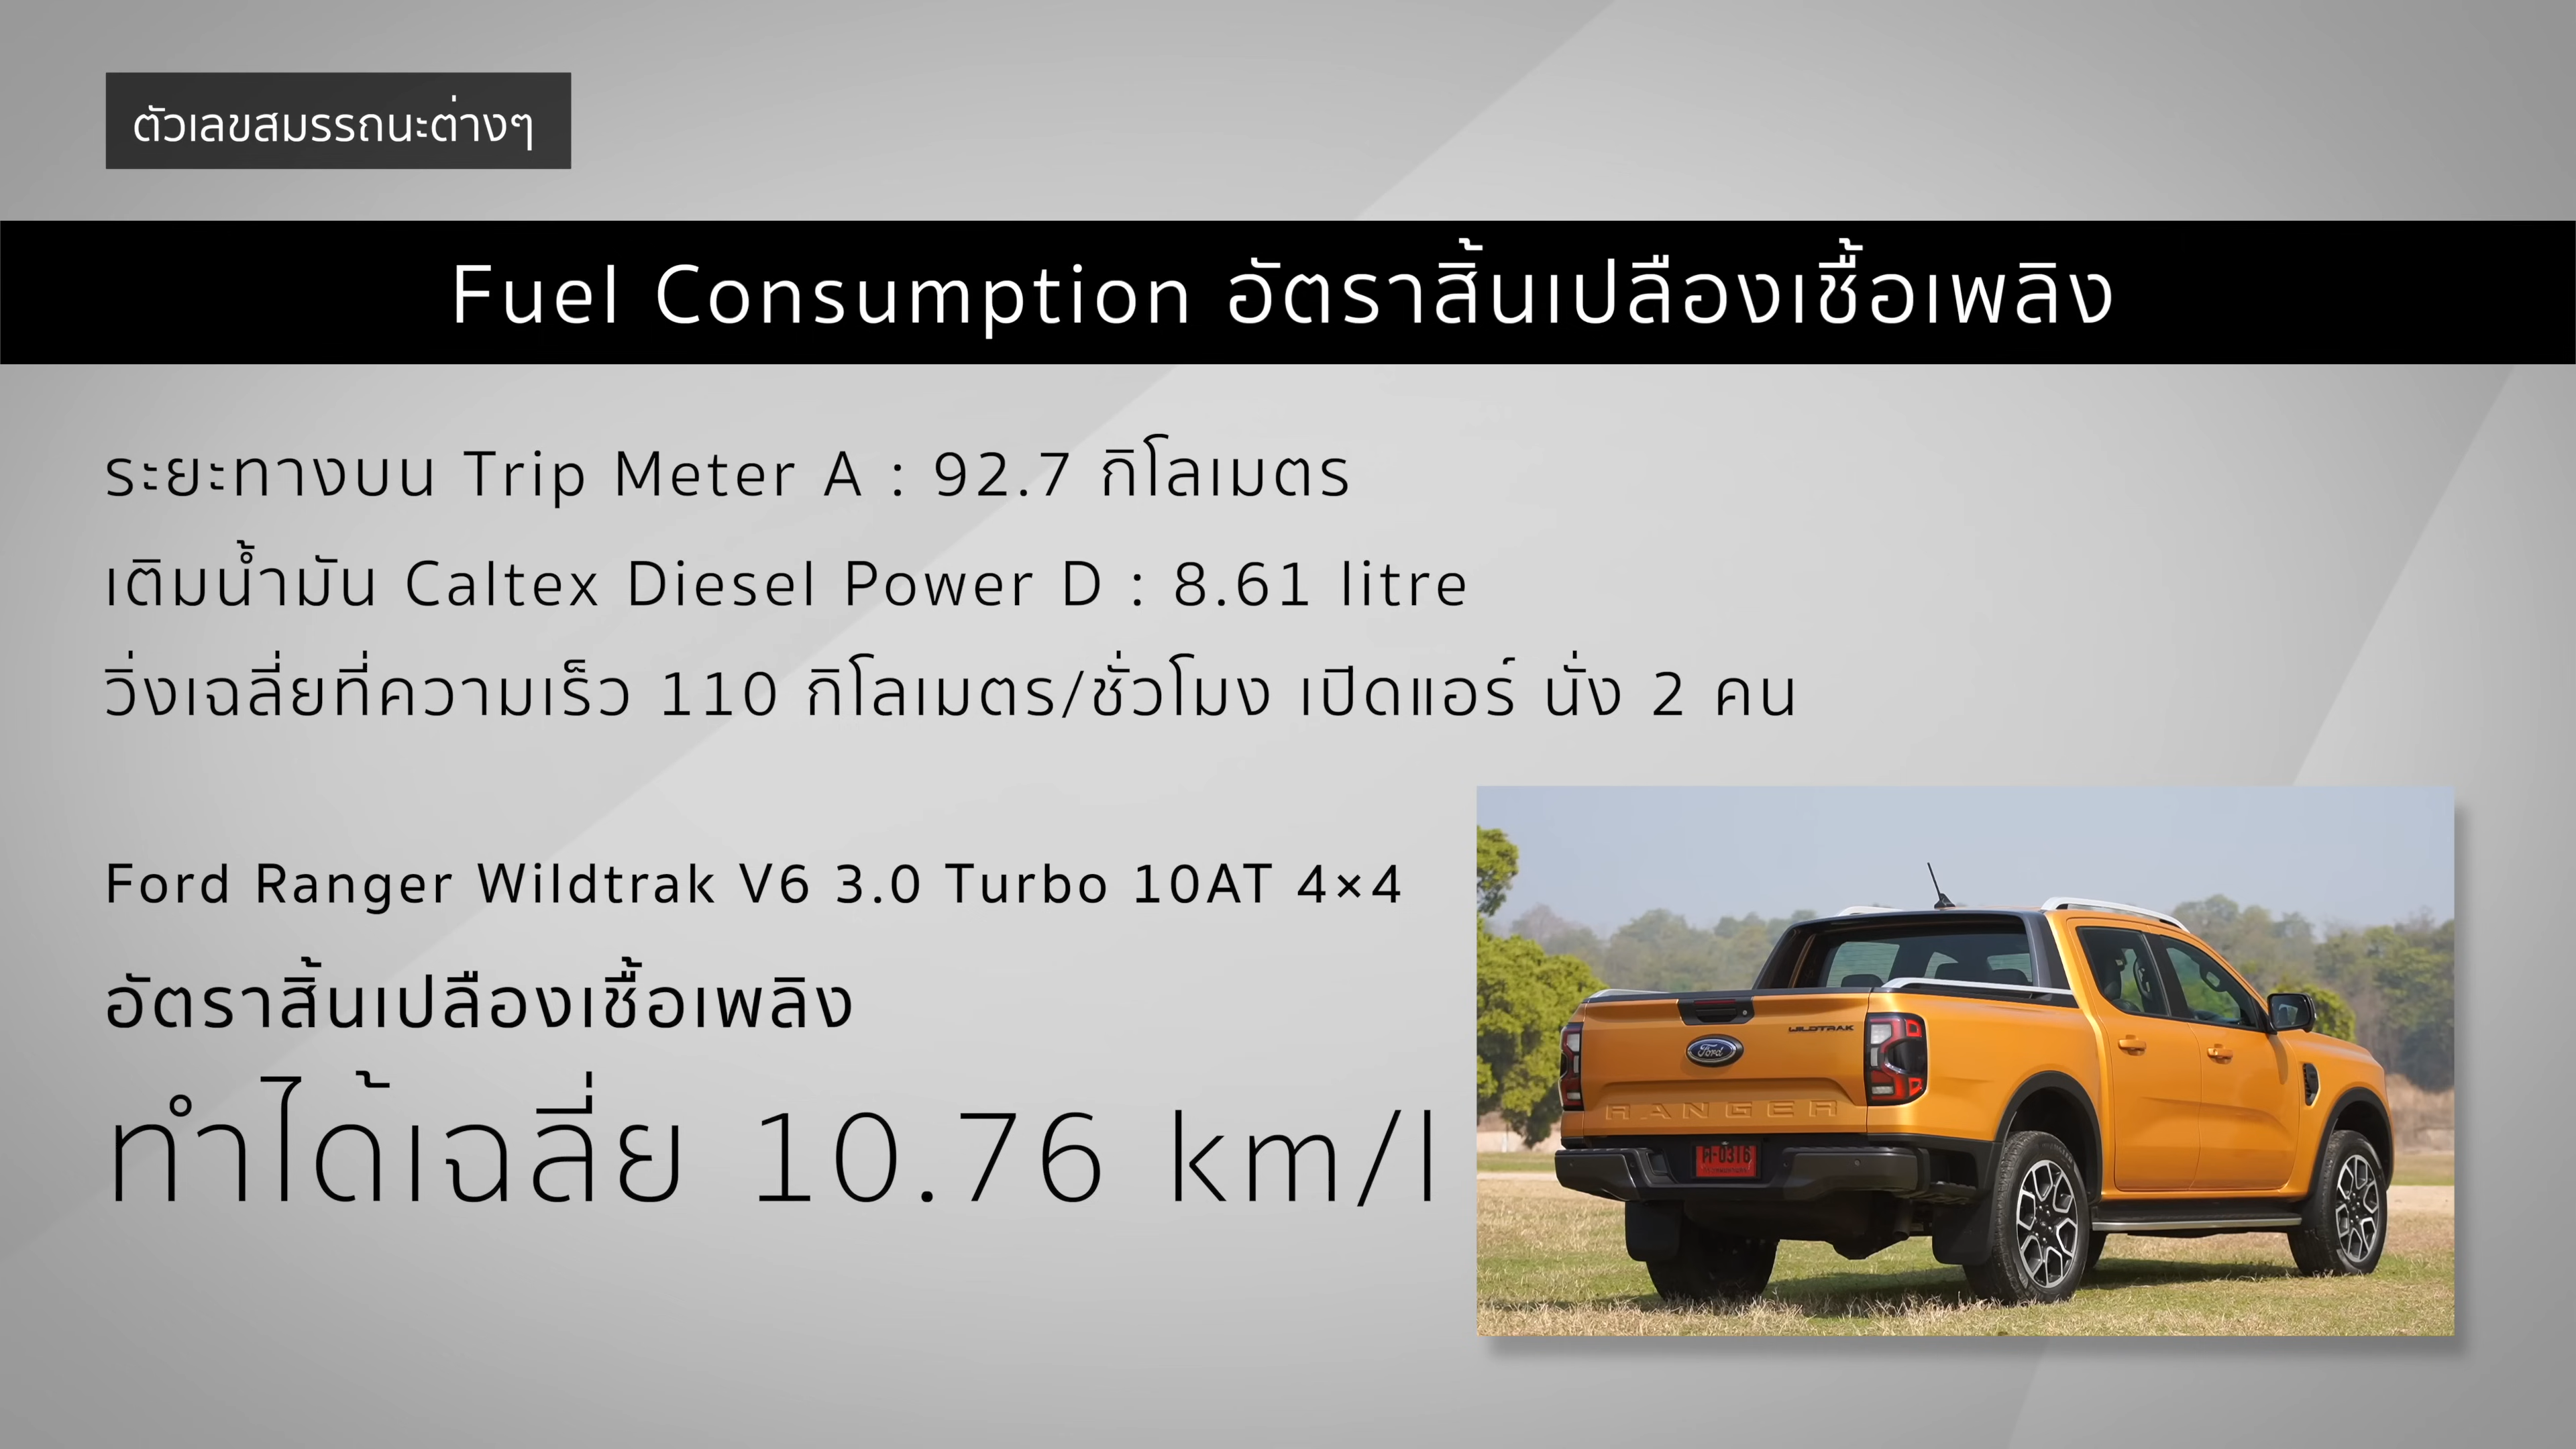 ตัวเลขสมรรถนะต่างๆ
Fuel Consumption อัตราสิ้นเปลืองเชื้อเพลิง
ระยะทางบน Trip Meter A : 92.7 กิโลเมตร
เติมน้ำมัน Caltex Diesel Power D : 8.61 litre
วิ่งเฉลี่ยที่ความเร็ว 110 กิโลเมตร/ชั่วโมง เปิดแอร์ นั่ง 2 คน
Ford Ranger Wildtrak V6 3.0 Turbo 10AT 4×4
อัตราสิ้นเปลืองเชื้อเพลิง
ทำได้เฉลี่ย 10.76 km/l
WILDTRAK
Ford
RANGER